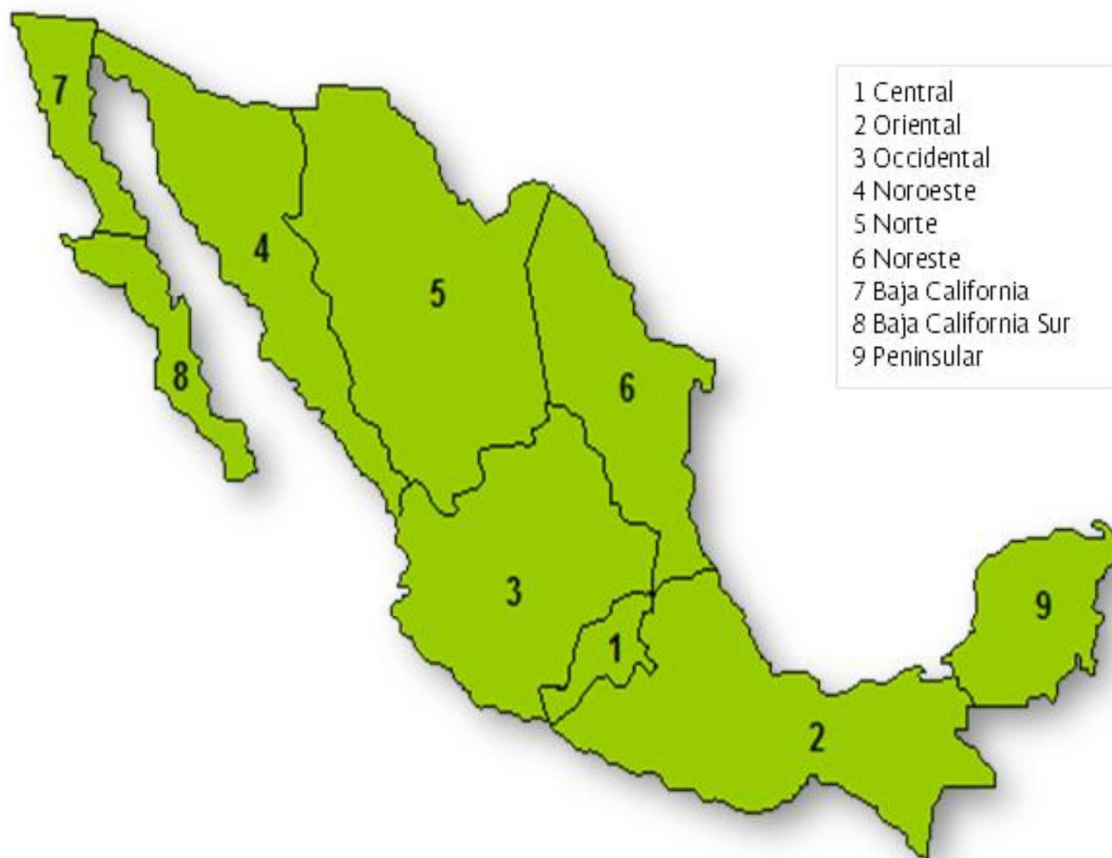 7
1 Central
2 Oriental
3 Occidental
4 Noroeste
5 Norte
6 Noreste
7 Baja California
8 Baja California Sur
9 Peninsular
4
5
8
6
3
9
1
2